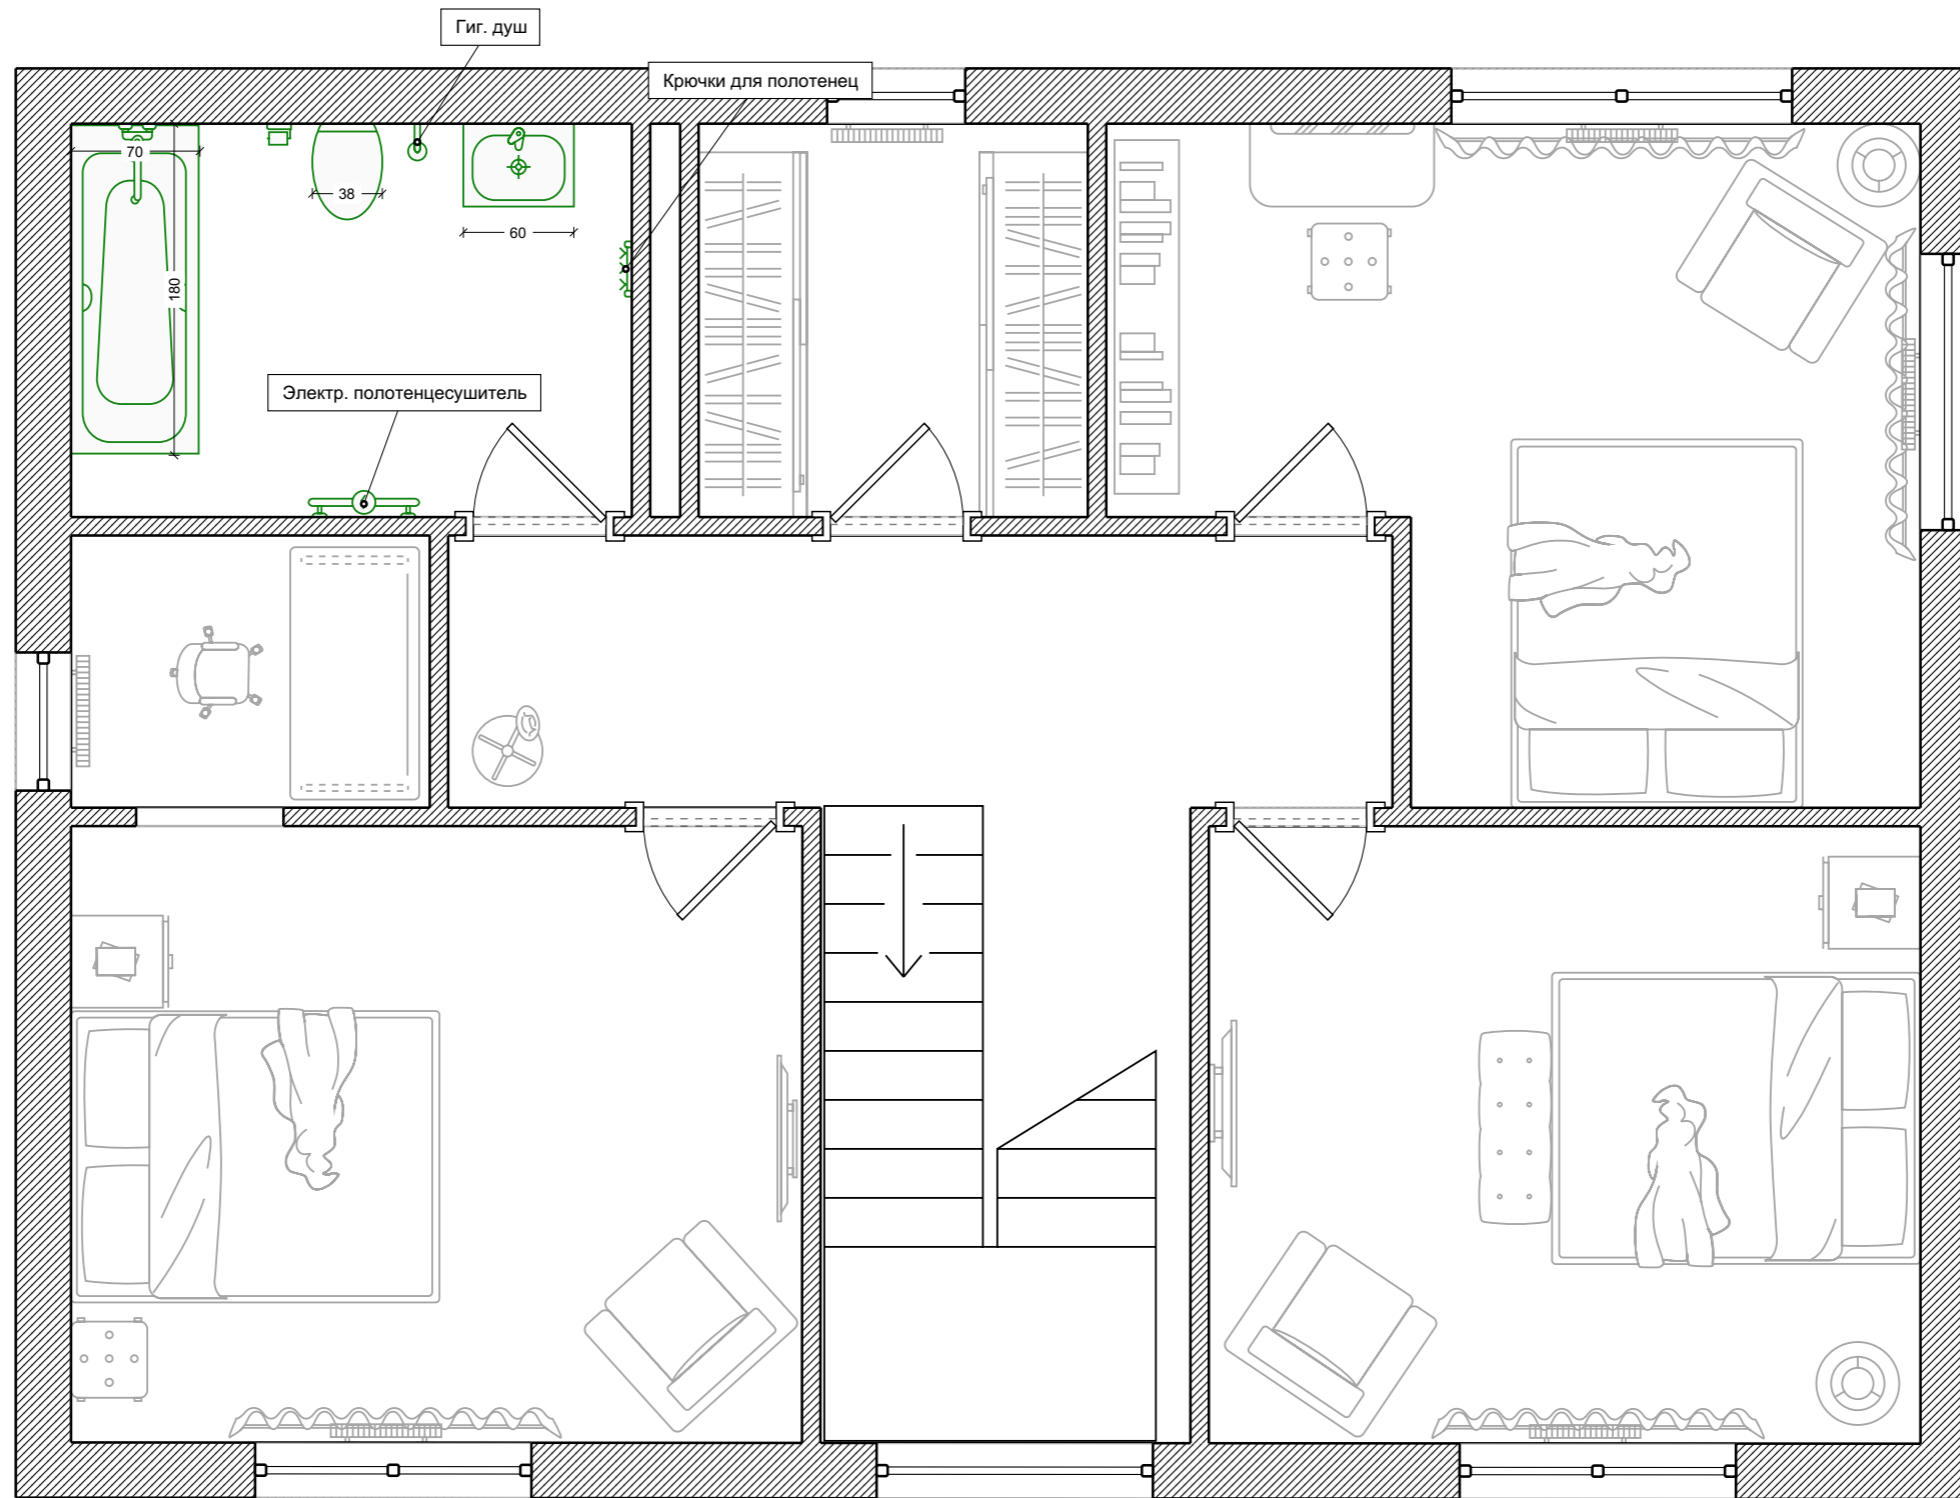 Гиг. душ
Крючки для полотенец
70
38
60
180
Электр. полотенцесушитель